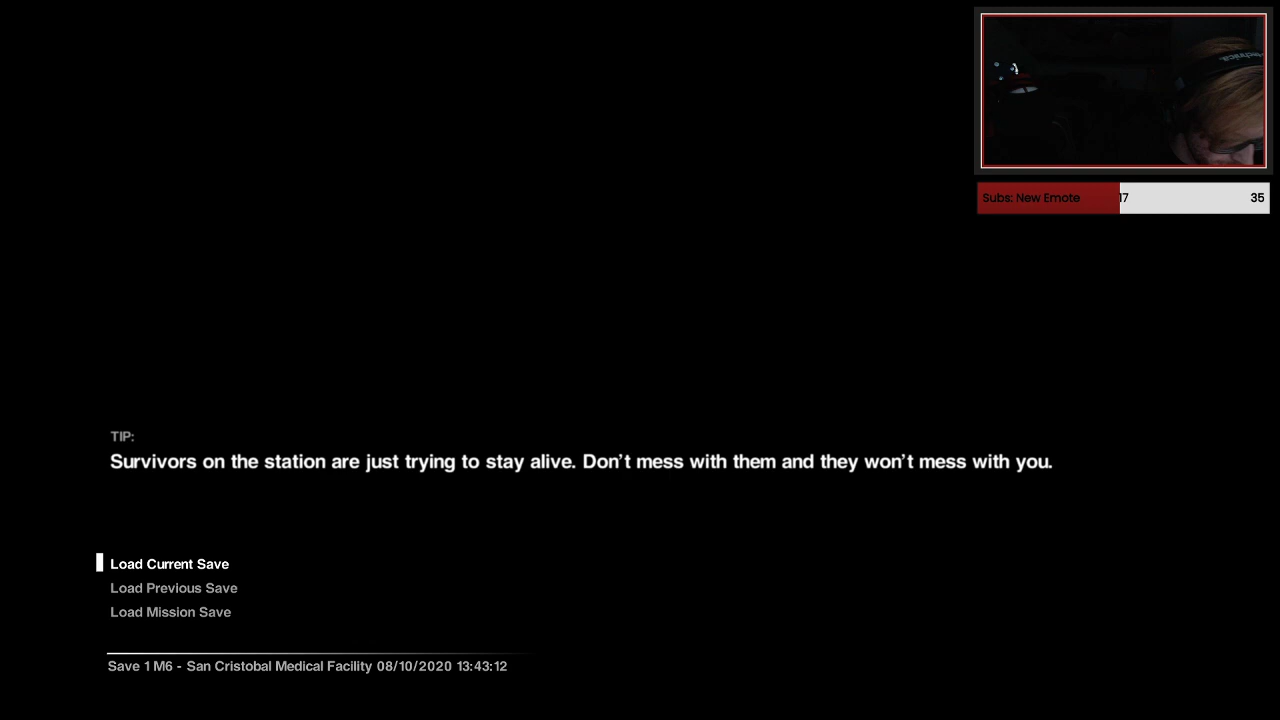 technica
Subs: New Emote 17 35
TIP:
Survivors on the station are just trying to stay alive. Don't mess with them and they won't mess with you.
Load Current Save
Load Previous Save
Load Mission Save
Save 1 M6 - San Cristobal Medical Facility 08/10/2020 13:43:12